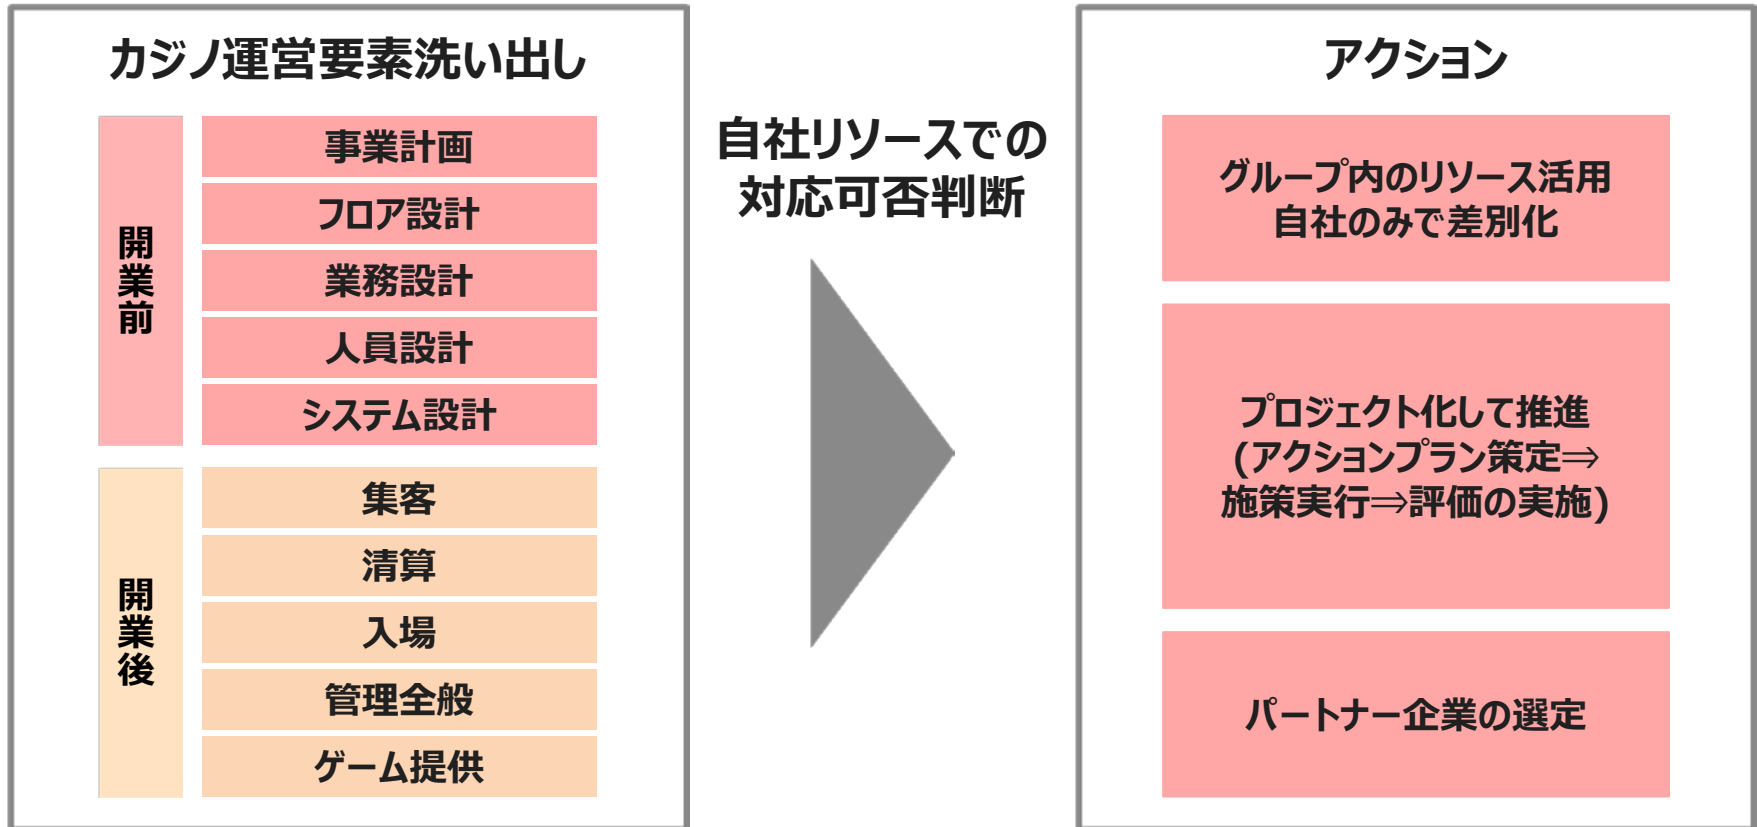 カジノ運営要素洗い出し
開業前
事業計画
フロア設計
業務設計
人員設計
システム設計
開業後
集客
清算
入場
管理全般
ゲーム提供
自社リソースでの
対応可否判断
アクション
グループ内のリソース活用
自社のみで差別化
プロジェクト化して推進
(アクションプラン策定⇒
施策実行⇒評価の実施)
パートナー企業の選定